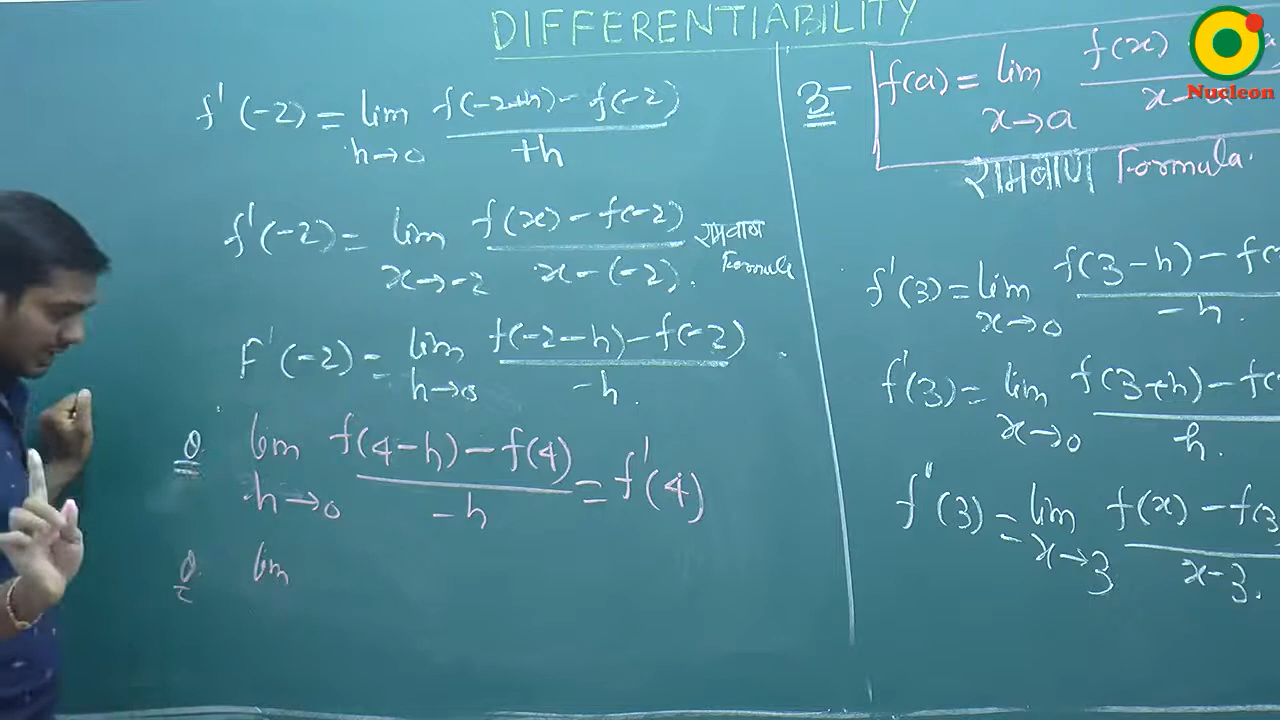 DIFFERENTIABILITY
f'(-2) = lim f(-2+h) - f(-2)
h→0 +h
f'(-2) = lim f(x) - f(-2) रामबाण
x→-2 x-(-2). Formula
F'(-2) = lim f(-2-h) - f(-2)
h→0 -h.
Q lim f(4-h) - f(4) = f'(4)
h→0 -h
Q. lim
3- f(a) = lim f(x)
x→a x-a
रामबाण Formula.
f'(3) = lim f(3-h) - f(
x→0 -h.
f'(3) = lim f(3+h) - f(
x→0 h.
f'(3) = lim f(x) - f(3
x→3 x-3.
Nucleon